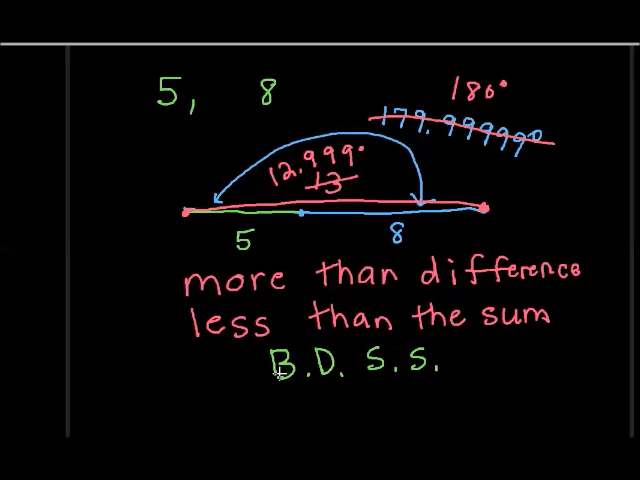 5, 8
180°
179.99999°
12.999°
13
5 8
more than difference
less than the sum
B.D. S.S.